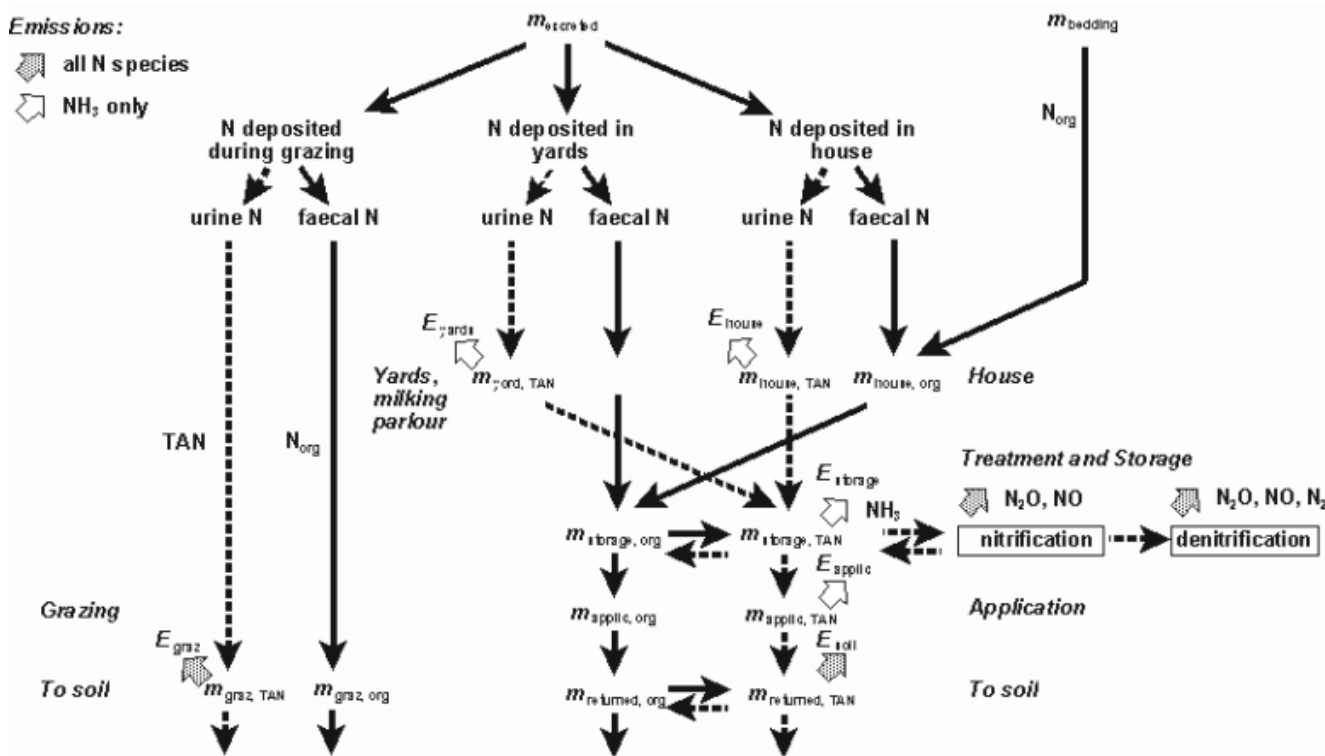 Emissions:
all N species
NH₃ only
m excreted
m bedding
N deposited
during grazing
N deposited in
yards
N deposited in
house
N org
urine N faecal N
urine N faecal N
urine N faecal N
E yards
E house
Yards,
milking
parlour
m yard, TAN
m house, TAN
m house, org
House
TAN
N org
Treatment and Storage
E storage
NH₃
N₂O, NO
N₂O, NO, N₂
m storage, org
m storage, TAN
nitrification
denitrification
E applic
Grazing
m applic, org
m applic, TAN
Application
E graz
E soil
To soil
m graz, TAN
m graz, org
m returned, org
m returned, TAN
To soil